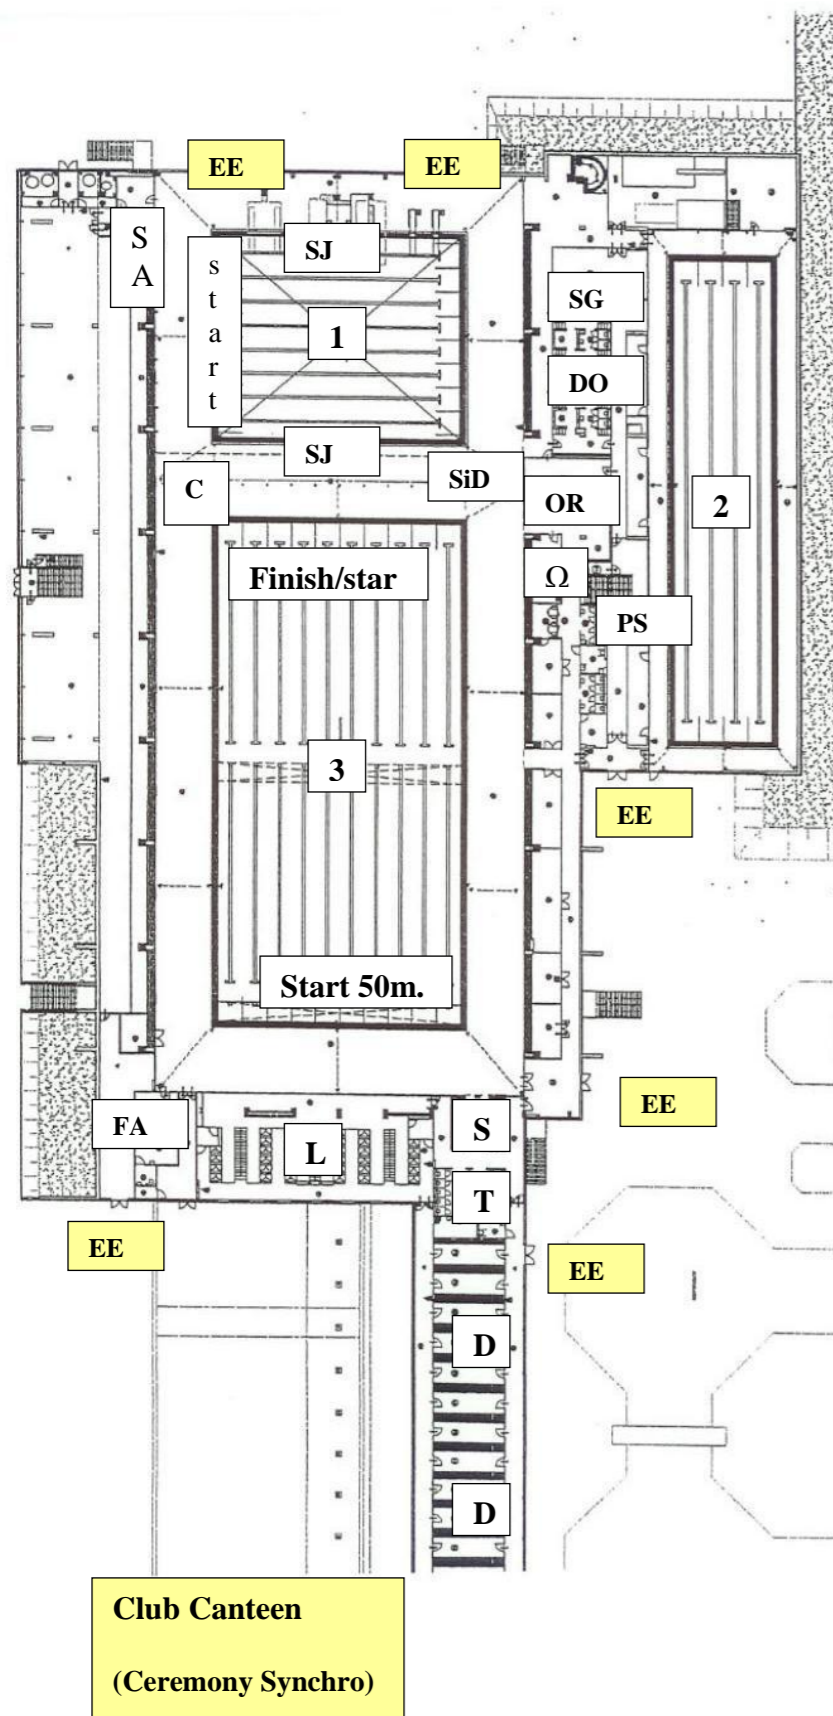 EE
EE
S
A
s
t
a
r
t
SJ
1
SG
DO
SJ
C
SiD
OR
2
Finish/star
Ω
PS
3
EE
Start 50m.
EE
FA
L
S
T
EE
EE
D
D
Club Canteen
(Ceremony Synchro)